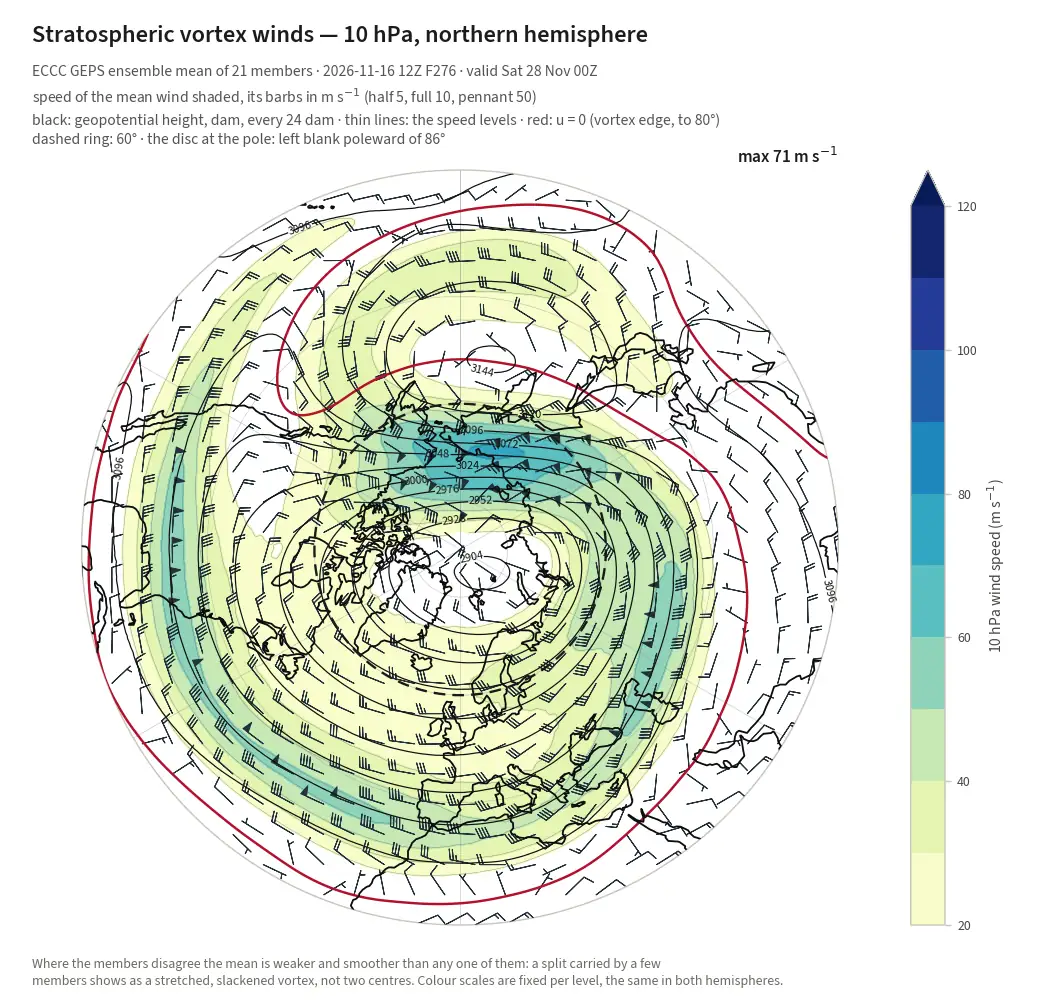 Stratospheric vortex winds — 10 hPa, northern hemisphere
ECCC GEPS ensemble mean of 21 members · 2026-11-16 12Z F276 · valid Sat 28 Nov 00Z
speed of the mean wind shaded, its barbs in m s⁻¹ (half 5, full 10, pennant 50)
black: geopotential height, dam, every 24 dam · thin lines: the speed levels · red: u = 0 (vortex edge, to 80°)
dashed ring: 60° · the disc at the pole: left blank poleward of 86°
max 71 m s⁻¹
120
100
80
60
40
20
10 hPa wind speed (m s⁻¹)
3096
3144
3096
3072
3048
3024
3000
2976
2952
2904
3096
3096
Where the members disagree the mean is weaker and smoother than any one of them: a split carried by a few
members shows as a stretched, slackened vortex, not two centres. Colour scales are fixed per level, the same in both hemispheres.